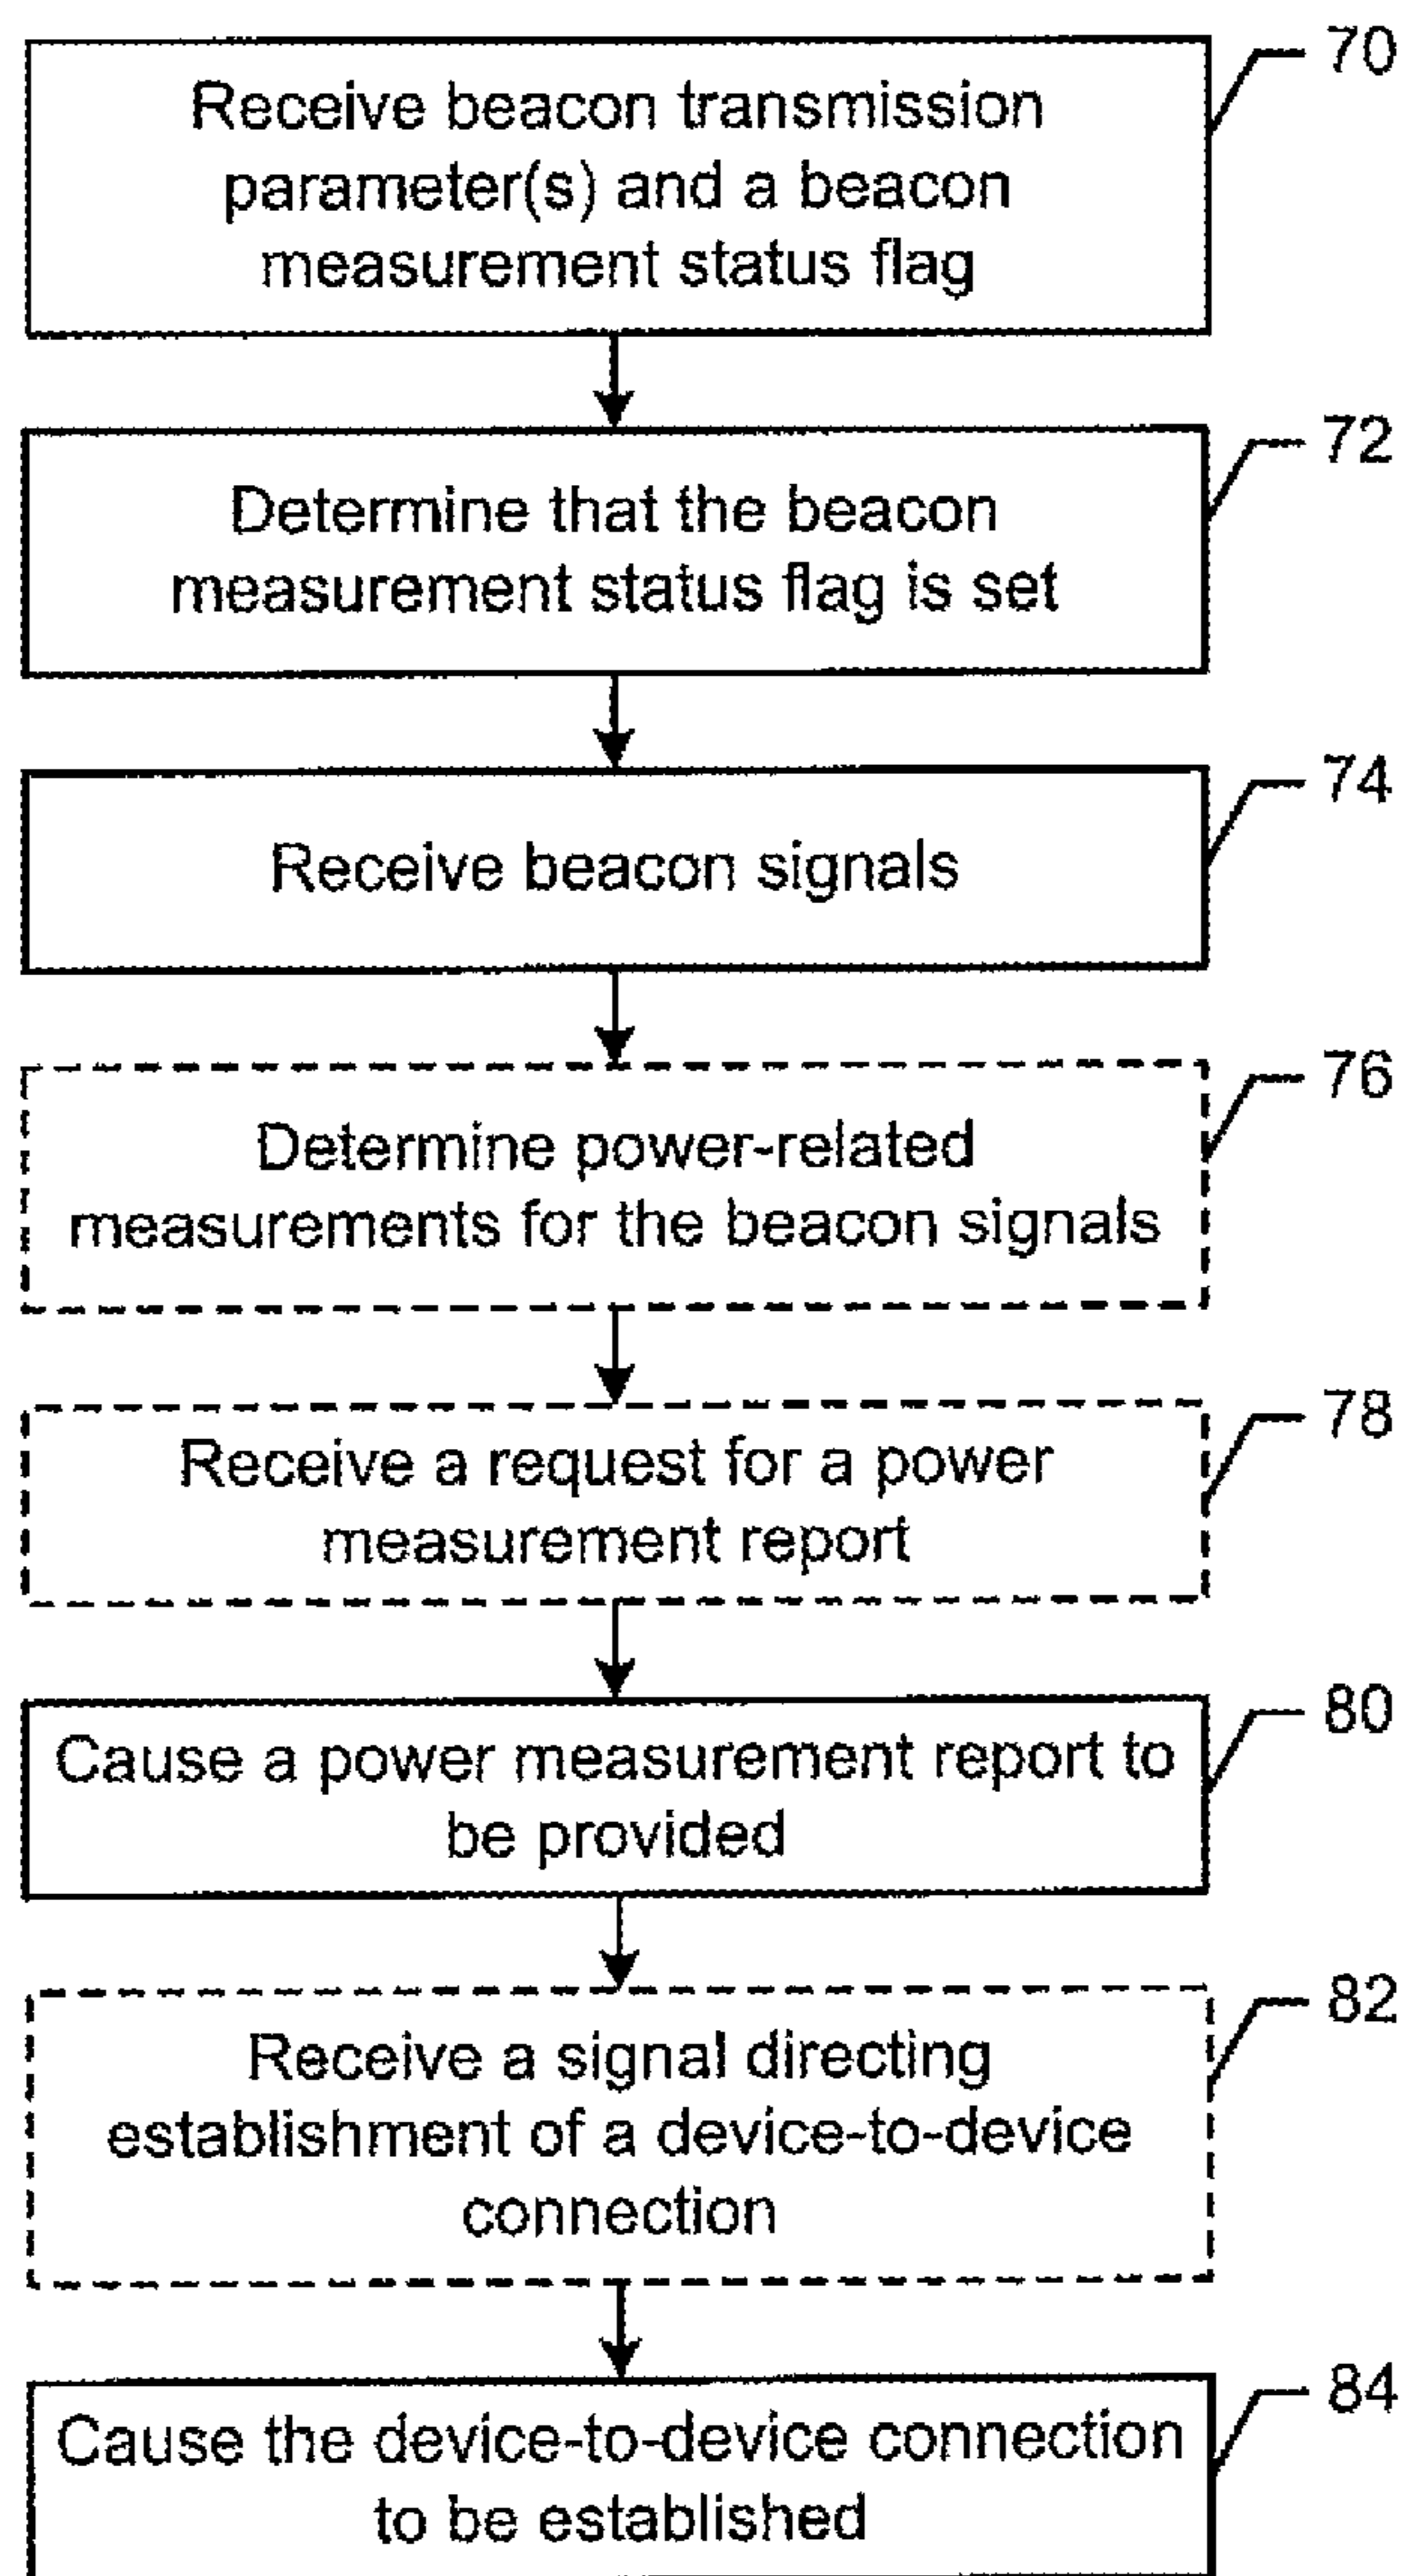 70
Receive beacon transmission
parameter(s) and a beacon
measurement status flag
72
Determine that the beacon
measurement status flag is set
74
Receive beacon signals
76
Determine power-related
measurements for the beacon signals
78
Receive a request for a power
measurement report
80
Cause a power measurement report to
be provided
82
Receive a signal directing
establishment of a device-to-device
connection
84
Cause the device-to-device connection
to be established